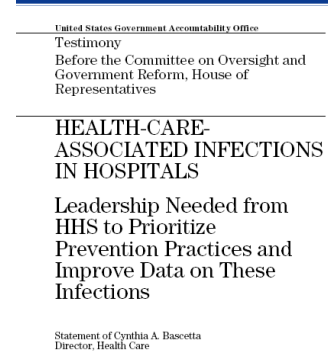 United States Government Accountability Office
Testimony
Before the Committee on Oversight and
Government Reform, House of
Representatives
HEALTH-CARE-
ASSOCIATED INFECTIONS
IN HOSPITALS
Leadership Needed from
HHS to Prioritize
Prevention Practices and
Improve Data on These
Infections
Statement of Cynthia A. Bascetta
Director, Health Care